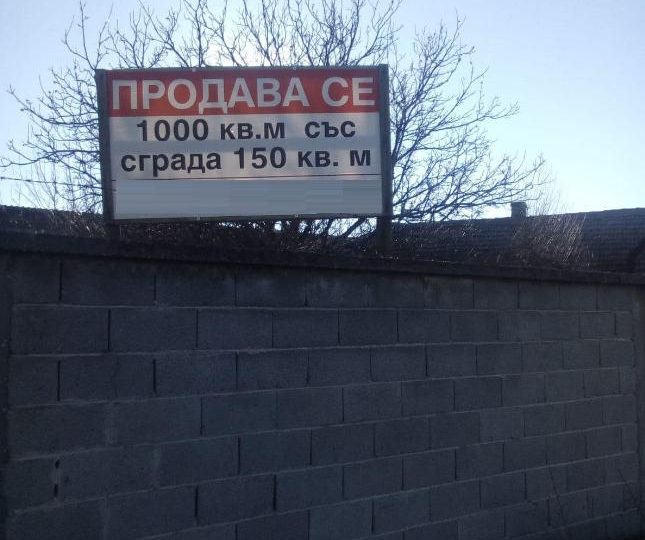 ПРОДАВА СЕ
1000 кв.м със
сграда 150 кв. м